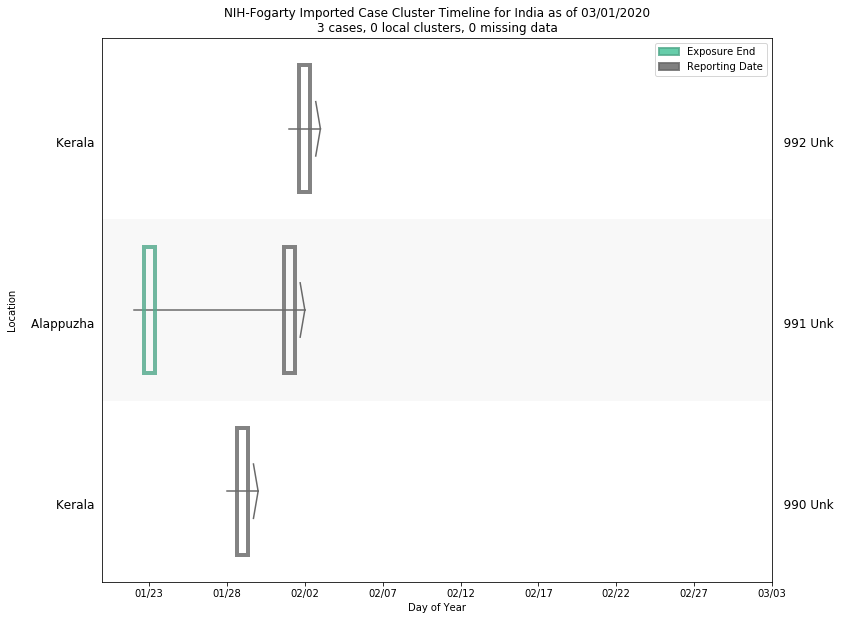 NIH-Fogarty Imported Case Cluster Timeline for India as of 03/01/2020
3 cases, 0 local clusters, 0 missing data
Exposure End
Reporting Date
Kerala
992 Unk
Location
Alappuzha
991 Unk
Kerala
990 Unk
01/23
01/28
02/02
02/07
02/12
02/17
02/22
02/27
03/03
Day of Year